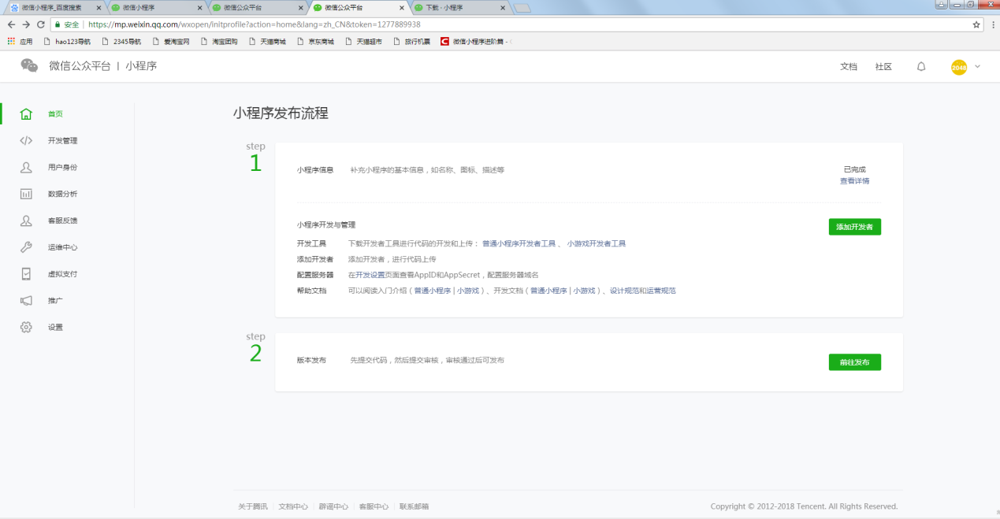 微信小程序_百度搜索
微信小程序
微信公众平台
微信公众平台
下载 · 小程序
安全 https://mp.weixin.qq.com/wxopen/initprofile?action=home&lang=zh_CN&token=1277889938
应用 hao123导航 2345导航 爱淘宝网 淘宝团购 天猫商城 京东商城 天猫超市 旅行机票 C 微信小程序进阶篇 -
微信公众平台 | 小程序
文档 社区 2048
首页
开发管理
用户身份
数据分析
客服反馈
运维中心
虚拟支付
推广
设置
小程序发布流程
step
1
小程序信息 补充小程序的基本信息，如名称、图标、描述等
已完成
查看详情
小程序开发与管理
添加开发者
开发工具 下载开发者工具进行代码的开发和上传： 普通小程序开发者工具 、 小游戏开发者工具
添加开发者 添加开发者，进行代码上传
配置服务器 在开发设置页面查看AppID和AppSecret，配置服务器域名
帮助文档 可以阅读入门介绍（普通小程序 | 小游戏）、开发文档（普通小程序 | 小游戏）、设计规范和运营规范
step
2
版本发布 先提交代码，然后提交审核，审核通过后可发布
前往发布
关于腾讯 文档中心 辟谣中心 客服中心 联系邮箱
Copyright © 2012-2018 Tencent. All Rights Reserved.